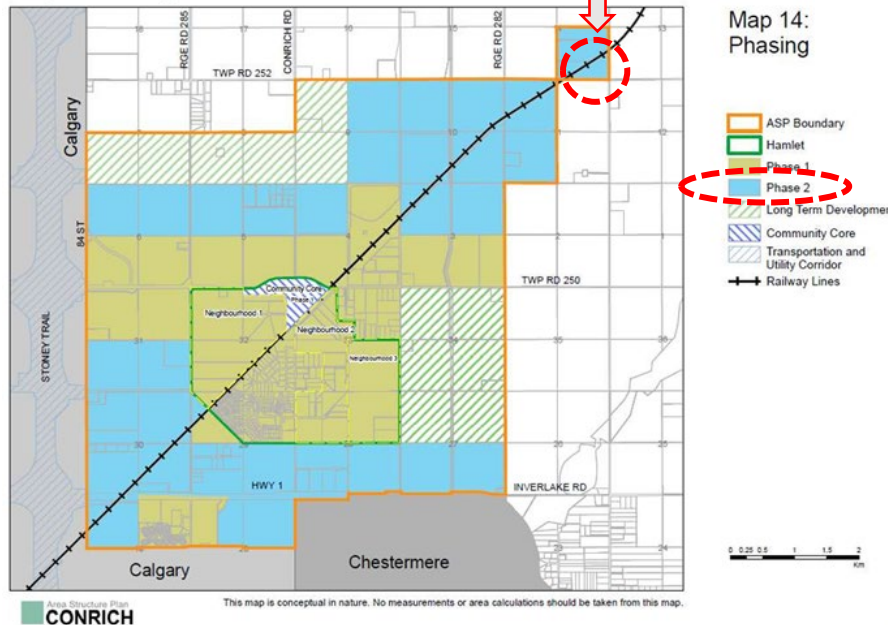 Map 14:
Phasing
ASP Boundary
Hamlet
Phase 1
Phase 2
Long Term Developmen
Community Core
Transportation and
Utility Corridor
Railway Lines
0 0.25 0.5 1 1.5 2
Km
RGE RD 285
CONRICH RD
RGE RD 282
TWP RD 252
Calgary
84 ST
TWP RD 250
Community Core
Phase 1
Neighbourhood 1
Neighbourhood 2
Neighbourhood 3
STONEY TRAIL
HWY 1
INVERLAKE RD
Calgary
Chestermere
Area Structure Plan
CONRICH
This map is conceptual in nature. No measurements or area calculations should be taken from this map.